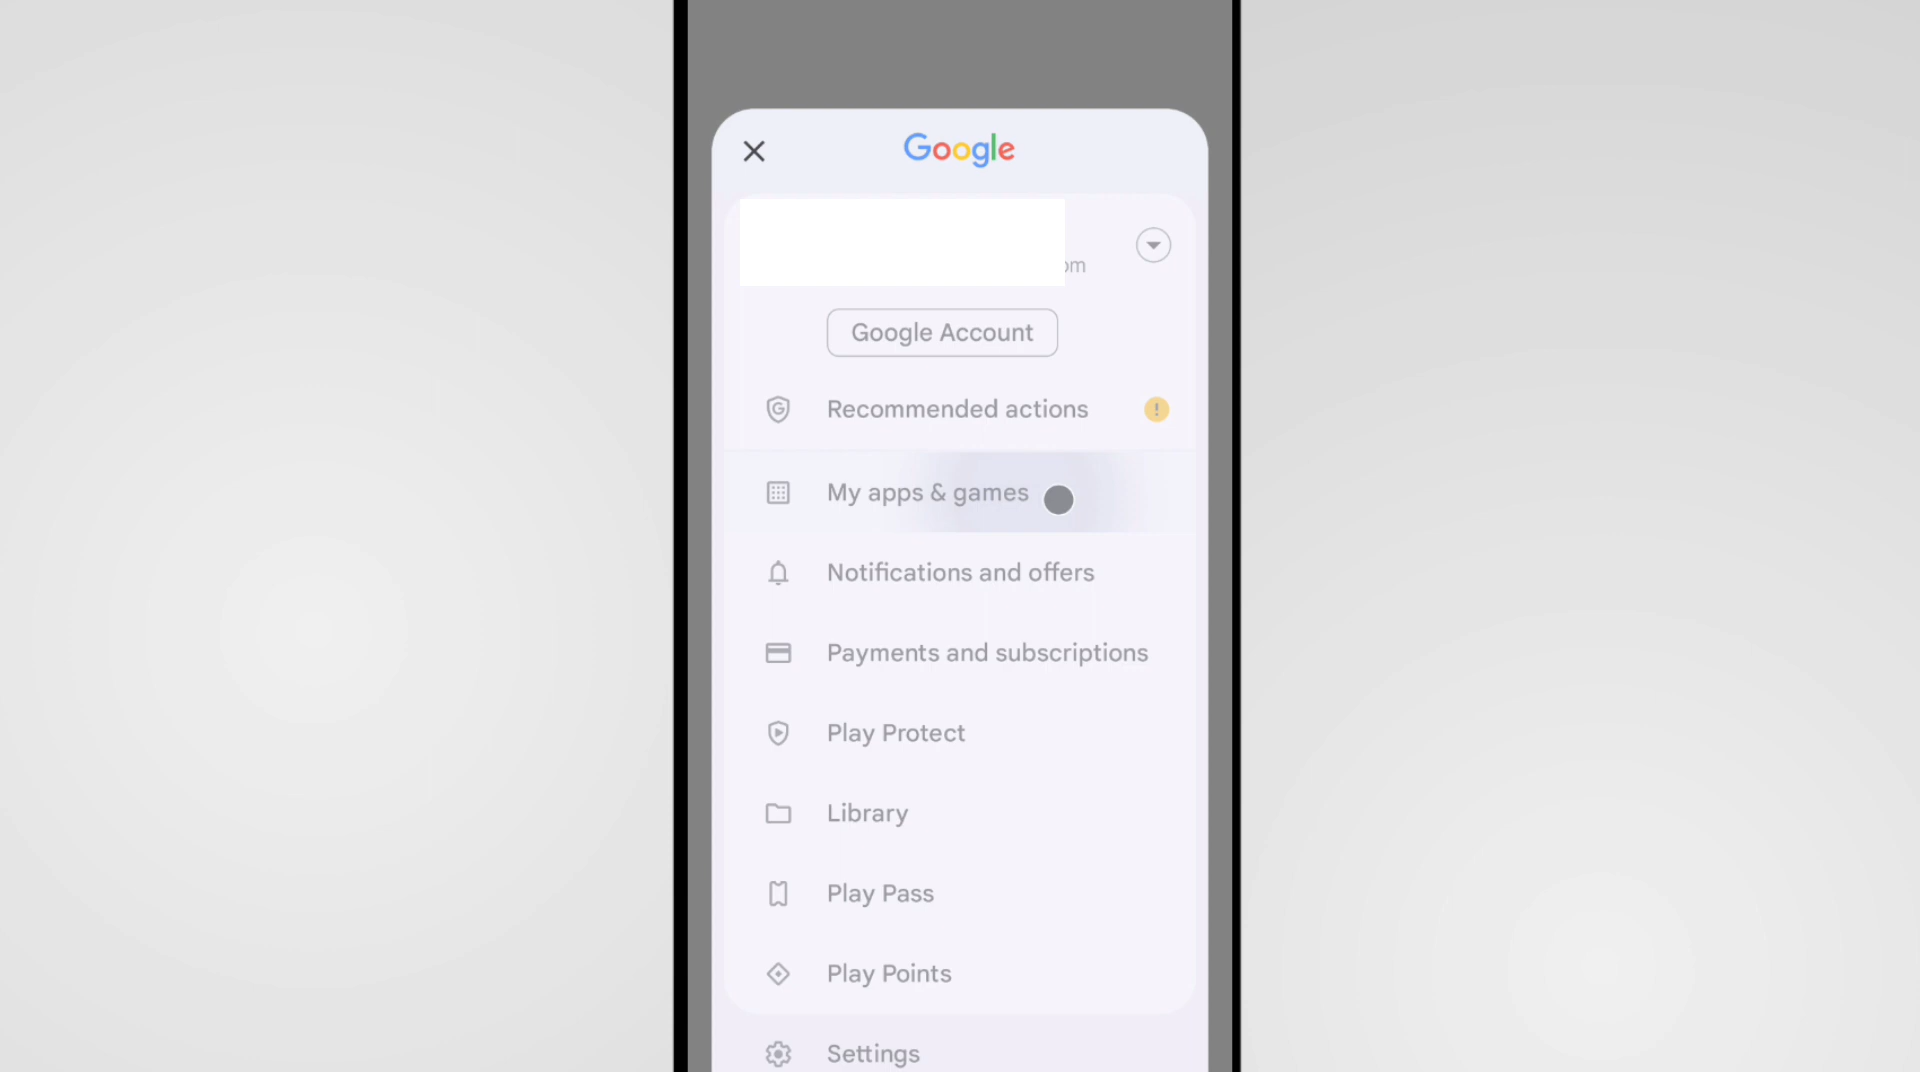 Google
om
Google Account
Recommended actions
My apps & games
Notifications and offers
Payments and subscriptions
Play Protect
Library
Play Pass
Play Points
Settings